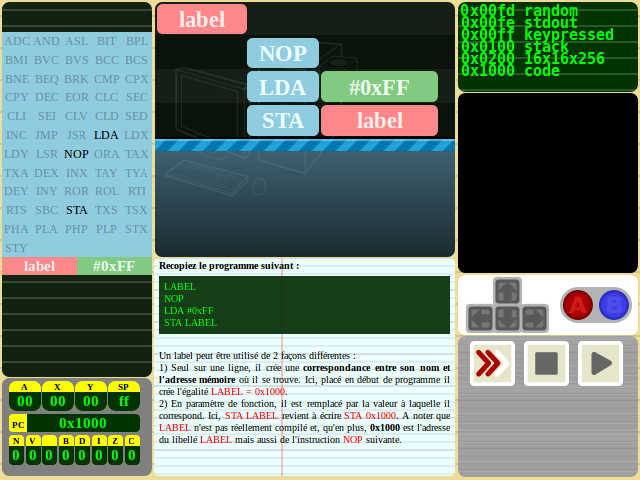 ADC AND ASL BIT BPL
BMI BVC BVS BCC BCS
BNE BEQ BRK CMP CPX
CPY DEC EOR CLC SEC
CLI SEI CLV CLD SED
INC JMP JSR LDA LDX
LDY LSR NOP ORA TAX
TXA DEX INX TAY TYA
DEY INY ROR ROL RTI
RTS SBC STA TXS TSX
PHA PLA PHP PLP STX
STY
label #0xFF
A X Y SP
00 00 00 ff
PC 0x1000
N V B D I Z C
0 0 0 0 0 0 0 0
label
NOP
LDA #0xFF
STA label
Recopiez le programme suivant :
LABEL
NOP
LDA #0xFF
STA LABEL
Un label peut être utilisé de 2 façons différentes :
1) Seul sur une ligne, il crée une correspondance entre son nom et
l'adresse mémoire où il se trouve. Ici, placé en début de programme il
crée l'égalité LABEL = 0x1000.
2) En paramètre de fonction, il est remplacé par la valeur à laquelle il
correspond. Ici, STA LABEL revient à écrire STA 0x1000. A noter que
LABEL n'est pas réellement compilé et, qu'en plus, 0x1000 est l'adresse
du libellé LABEL mais aussi de l'instruction NOP suivante.
0x00fd random
0x00fe stdout
0x00ff keypressed
0x0100 stack
0x0200 16x16x256
0x1000 code
A B